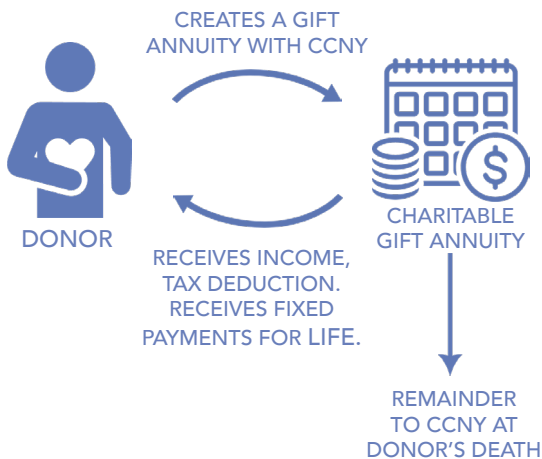 CREATES A GIFT
ANNUITY WITH CCNY
$
DONOR
CHARITABLE
GIFT ANNUITY
RECEIVES INCOME,
TAX DEDUCTION.
RECEIVES FIXED
PAYMENTS FOR LIFE.
REMAINDER
TO CCNY AT
DONOR'S DEATH